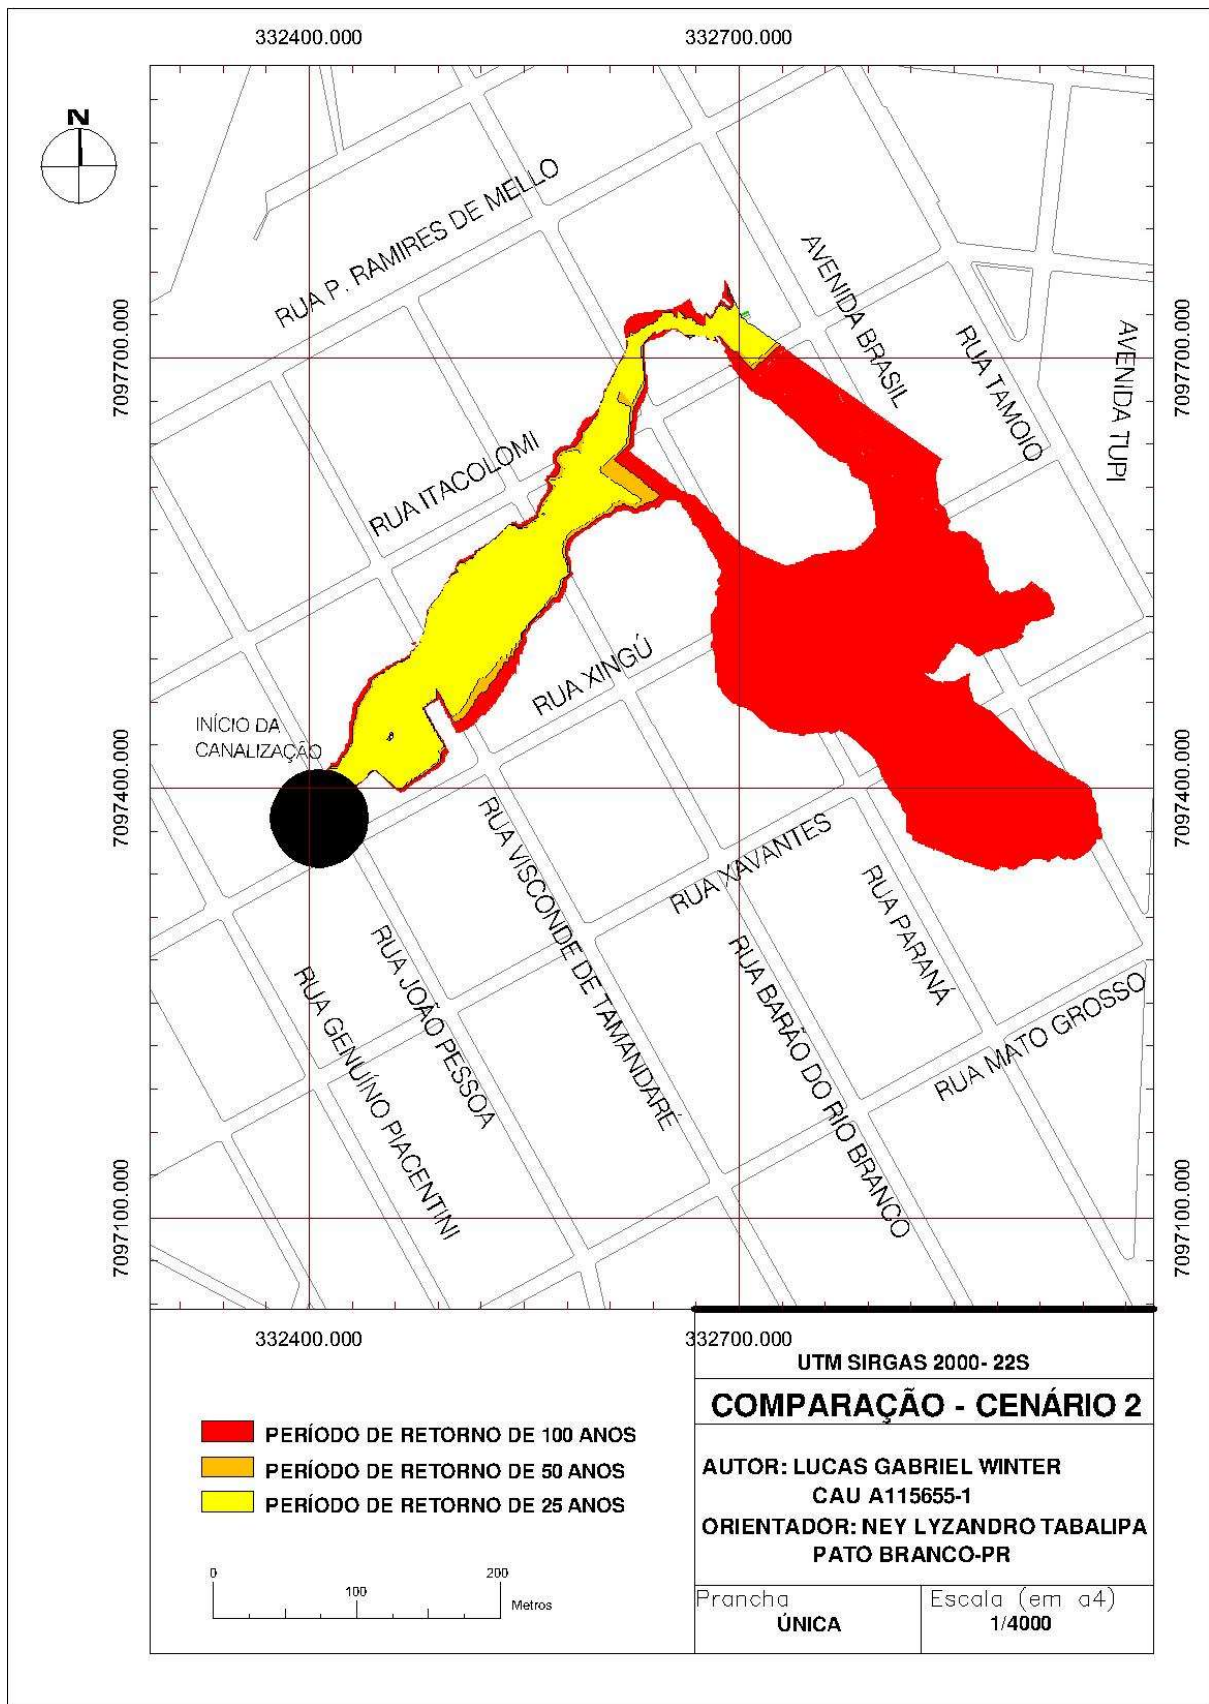 332400.000
332700.000
N
RUA P. RAMIRES DE MELLO
AVENIDA BRASIL
RUA TAMOIO
AVENIDA TUPI
7097700.000
7097700.000
RUA ITACOLOMI
RUA XINGÚ
INÍCIO DA
CANALIZAÇÃO
7097400.000
7097400.000
RUA VISCONDE DE TAMANDARÉ
RUA XAVANTES
RUA PARANÁ
RUA JOÃO PESSOA
RUA GENUÍNO PIACENTINI
RUA BARÃO DO RIO BRANCO
RUA MATO GROSSO
7097100.000
7097100.000
332400.000
332700.000
UTM SIRGAS 2000- 22S
COMPARAÇÃO - CENÁRIO 2
PERÍODO DE RETORNO DE 100 ANOS
PERÍODO DE RETORNO DE 50 ANOS
PERÍODO DE RETORNO DE 25 ANOS
AUTOR: LUCAS GABRIEL WINTER
CAU A115655-1
ORIENTADOR: NEY LYZANDRO TABALIPA
PATO BRANCO-PR
0
100
200
Metros
Prancha
ÚNICA
Escala (em a4)
1/4000